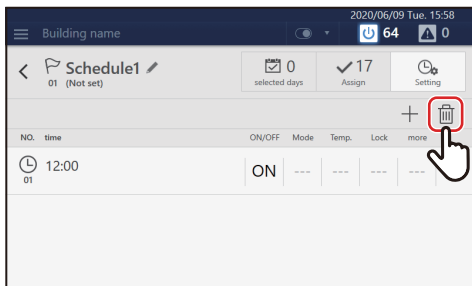 2020/06/09 Tue. 15:58
Building name 64 0
Schedule1
01 (Not set)
0
selected days
17
Assign
Setting
NO. time ON/OFF Mode Temp. Lock more
12:00 ON --- --- --- ---
01